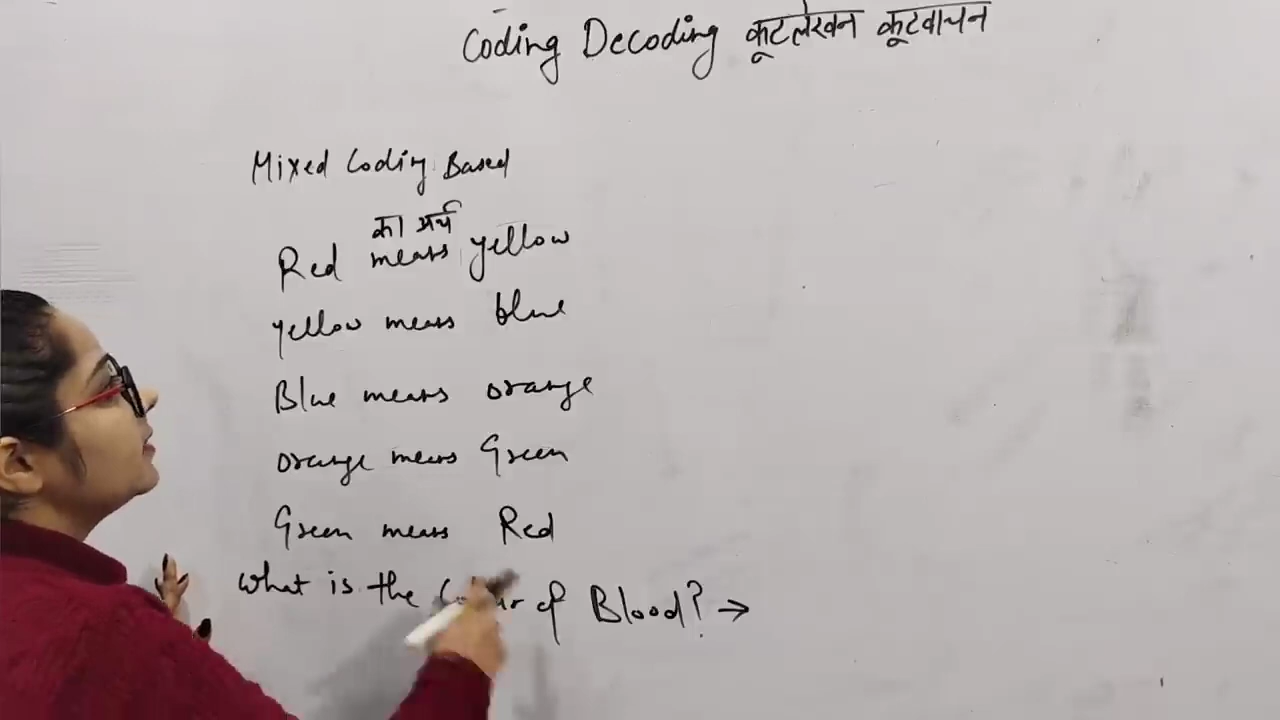 Coding Decoding कूटलेखन कूटवाचन
Mixed Coding Based
का अर्थ
Red means yellow
yellow means blue
Blue means orange
orange means Green
Green means Red
What is the of Blood? →